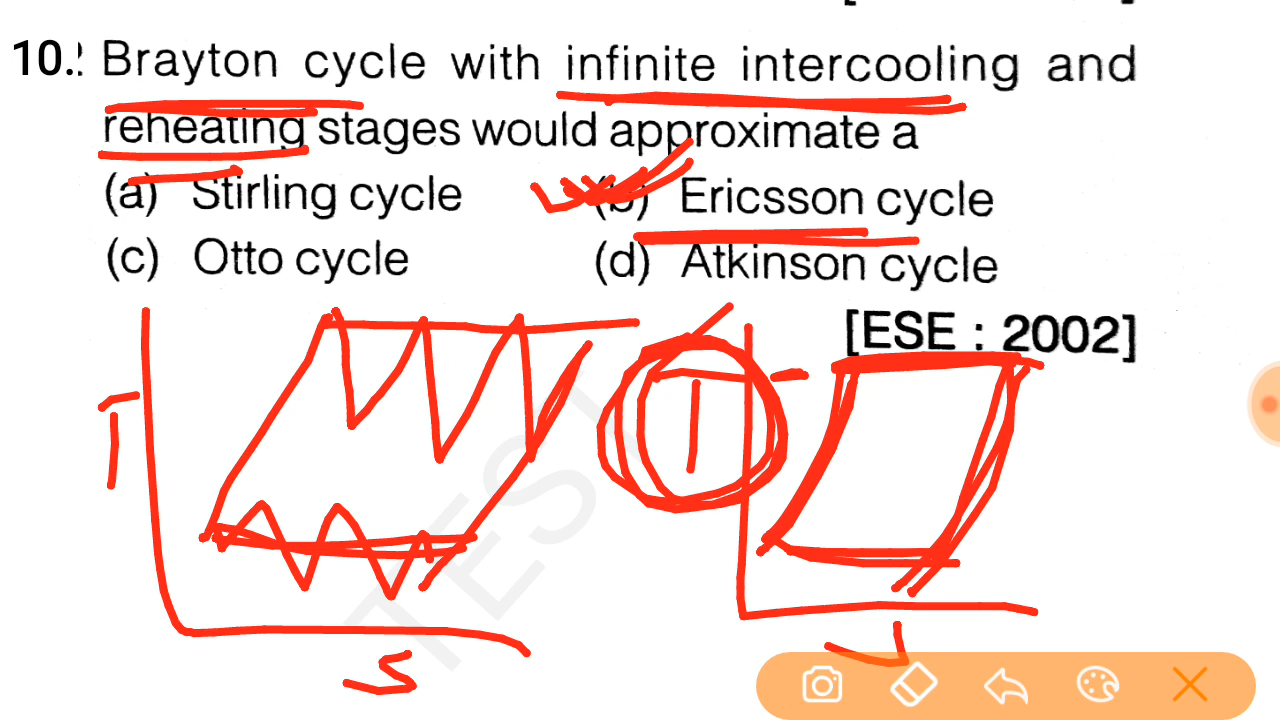 10. Brayton cycle with infinite intercooling and
reheating stages would approximate a
(a) Stirling cycle (b) Ericsson cycle
(c) Otto cycle (d) Atkinson cycle
[ESE : 2002]
T T
TEST
S